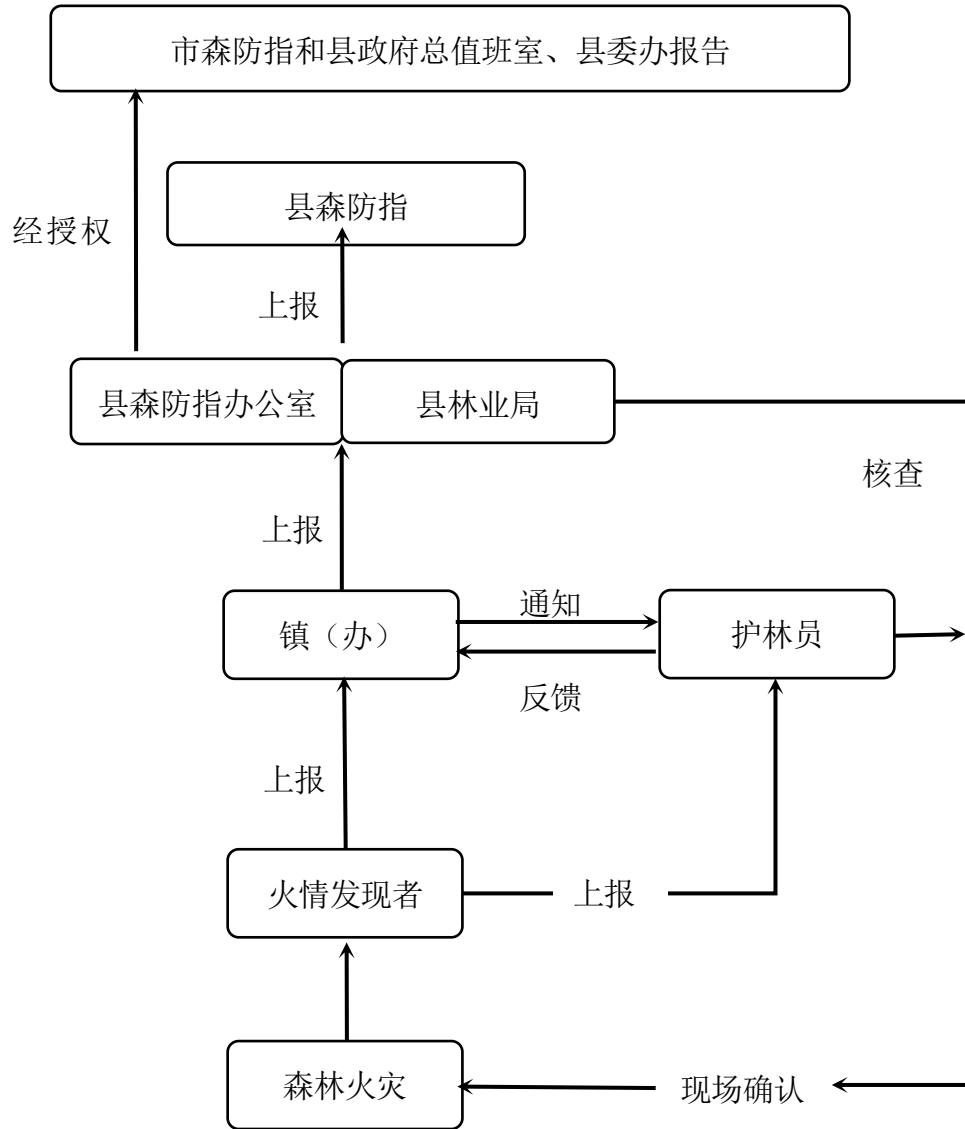 市森防指和县政府总值班室、县委办报告
县森防指
经授权
上报
县森防指办公室
县林业局
核查
上报
通知
镇（办）
护林员
反馈
上报
火情发现者
上报
森林火灾
现场确认